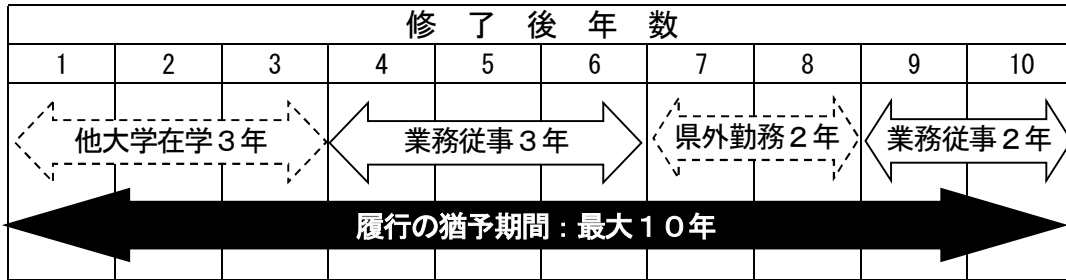 修了後年数
1 2 3 4 5 6 7 8 9 10
他大学在学３年 業務従事３年 県外勤務２年 業務従事２年
履行の猶予期間：最大１０年